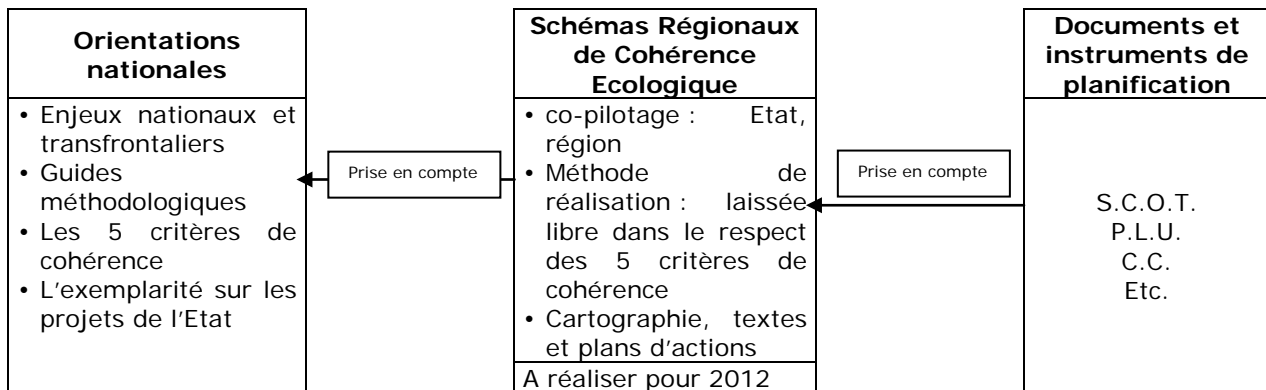 Orientations
nationales
• Enjeux nationaux et
transfrontaliers
• Guides
méthodologiques
• Les 5 critères de
cohérence
• L'exemplarité sur les
projets de l'Etat
Prise en compte
Schémas Régionaux
de Cohérence
Ecologique
• co-pilotage : Etat,
région
• Méthode de
réalisation : laissée
libre dans le respect
des 5 critères de
cohérence
• Cartographie, textes
et plans d'actions
A réaliser pour 2012
Prise en compte
Documents et
instruments de
planification
S.C.O.T.
P.L.U.
C.C.
Etc.